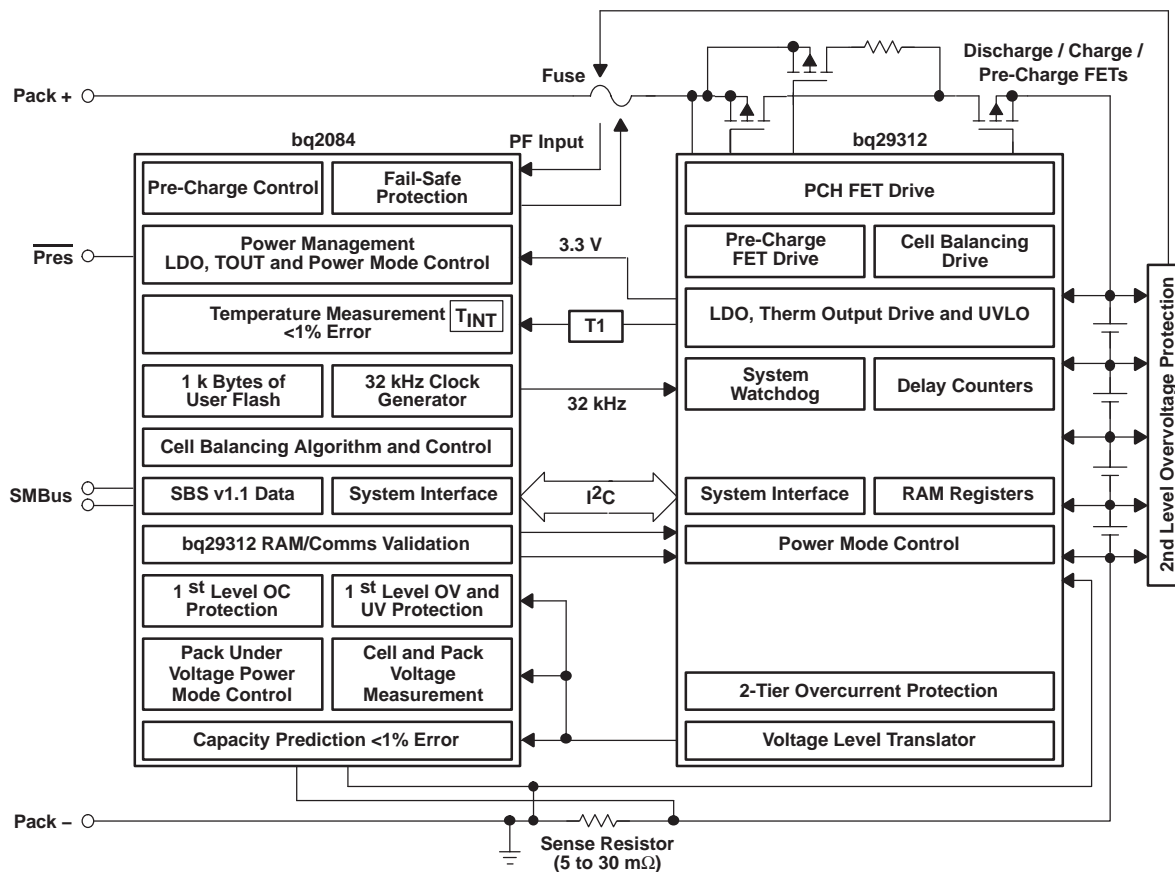 Discharge / Charge /
Pre-Charge FETs
Fuse
Pack +
bq2084
PF Input
bq29312
Pre-Charge Control
Fail-Safe
Protection
PCH FET Drive
Pres
Power Management
LDO, TOUT and Power Mode Control
3.3 V
Pre-Charge
FET Drive
Cell Balancing
Drive
Temperature Measurement
<1% Error
TINT
T1
LDO, Therm Output Drive and UVLO
1 k Bytes of
User Flash
32 kHz Clock
Generator
32 kHz
System
Watchdog
Delay Counters
2nd Level Overvoltage Protection
Cell Balancing Algorithm and Control
SMBus
SBS v1.1 Data
System Interface
I2C
System Interface
RAM Registers
bq29312 RAM/Comms Validation
Power Mode Control
1 st Level OC
Protection
1 st Level OV and
UV Protection
Pack Under
Voltage Power
Mode Control
Cell and Pack
Voltage
Measurement
2-Tier Overcurrent Protection
Capacity Prediction <1% Error
Voltage Level Translator
Pack –
Sense Resistor
(5 to 30 mΩ)